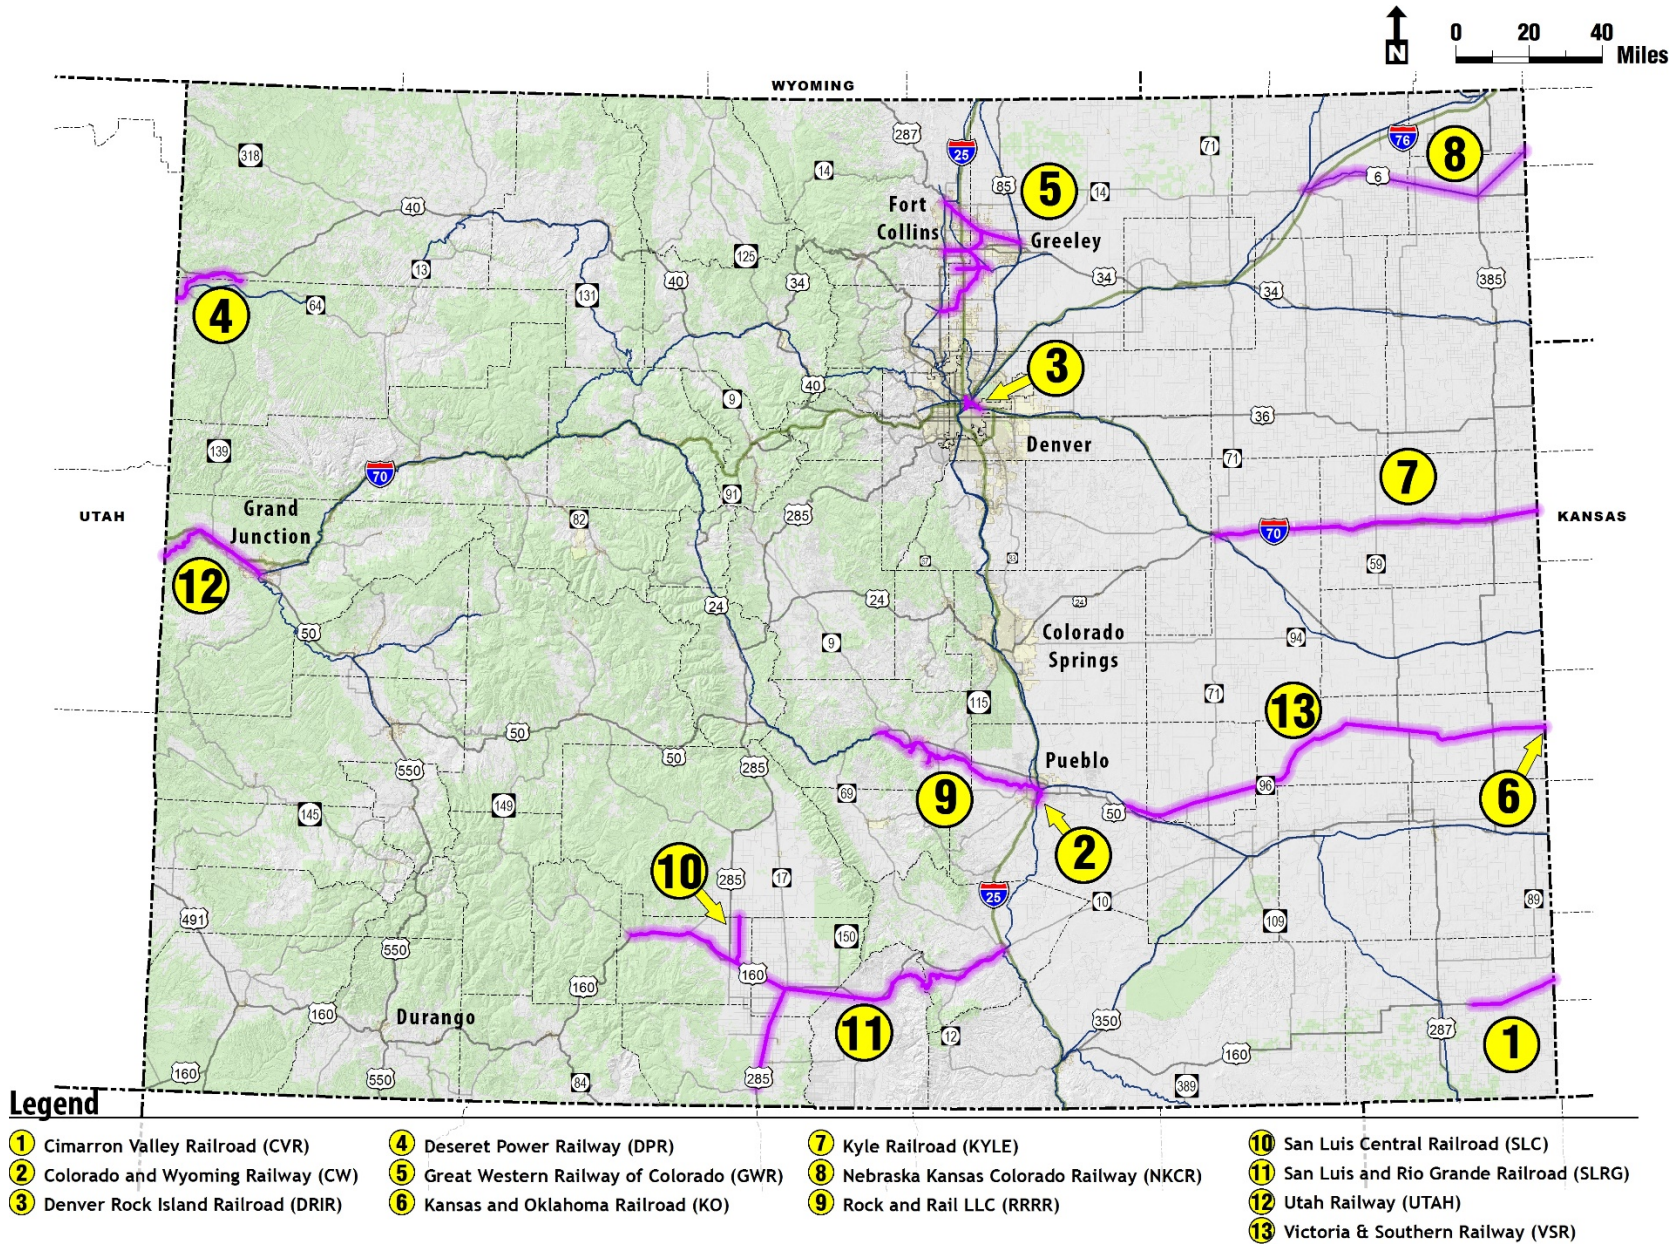 N
0 20 40
Miles
WYOMING
287
25
71
76
8
6
318
14
85
5
14
40
Fort
Collins
Greeley
13
125
40
34
34
385
131
34
64
4
3
40
9
36
Denver
139
71
70
7
91
Grand
Junction
82
285
UTAH
KANSAS
70
67
83
59
12
24
24
24
50
9
Colorado
Springs
94
115
71
13
50
50
285
Pueblo
550
69
9
96
6
145
149
50
2
10
285
17
25
10
89
491
109
550
150
160
160
11
160
Durango
12
350
287
1
160
160
550
84
285
389
Legend
1 Cimarron Valley Railroad (CVR)
2 Colorado and Wyoming Railway (CW)
3 Denver Rock Island Railroad (DRIR)
4 Deseret Power Railway (DPR)
5 Great Western Railway of Colorado (GWR)
6 Kansas and Oklahoma Railroad (KO)
7 Kyle Railroad (KYLE)
8 Nebraska Kansas Colorado Railway (NKCR)
9 Rock and Rail LLC (RRRR)
10 San Luis Central Railroad (SLC)
11 San Luis and Rio Grande Railroad (SLRG)
12 Utah Railway (UTAH)
13 Victoria & Southern Railway (VSR)